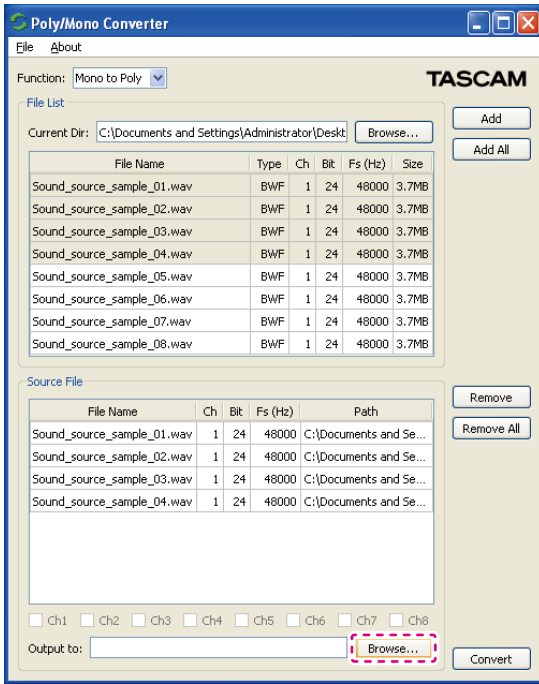 Poly/Mono Converter
File About
Function: Mono to Poly
TASCAM
File List
Current Dir: C:\Documents and Settings\Administrator\Deskt Browse...
Add
Add All
File Name Type Ch Bit Fs (Hz) Size
Sound_source_sample_01.wav BWF 1 24 48000 3.7MB
Sound_source_sample_02.wav BWF 1 24 48000 3.7MB
Sound_source_sample_03.wav BWF 1 24 48000 3.7MB
Sound_source_sample_04.wav BWF 1 24 48000 3.7MB
Sound_source_sample_05.wav BWF 1 24 48000 3.7MB
Sound_source_sample_06.wav BWF 1 24 48000 3.7MB
Sound_source_sample_07.wav BWF 1 24 48000 3.7MB
Sound_source_sample_08.wav BWF 1 24 48000 3.7MB
Source File
Remove
Remove All
File Name Ch Bit Fs (Hz) Path
Sound_source_sample_01.wav 1 24 48000 C:\Documents and Se...
Sound_source_sample_02.wav 1 24 48000 C:\Documents and Se...
Sound_source_sample_03.wav 1 24 48000 C:\Documents and Se...
Sound_source_sample_04.wav 1 24 48000 C:\Documents and Se...
Ch1 Ch2 Ch3 Ch4 Ch5 Ch6 Ch7 Ch8
Output to: Browse...
Convert